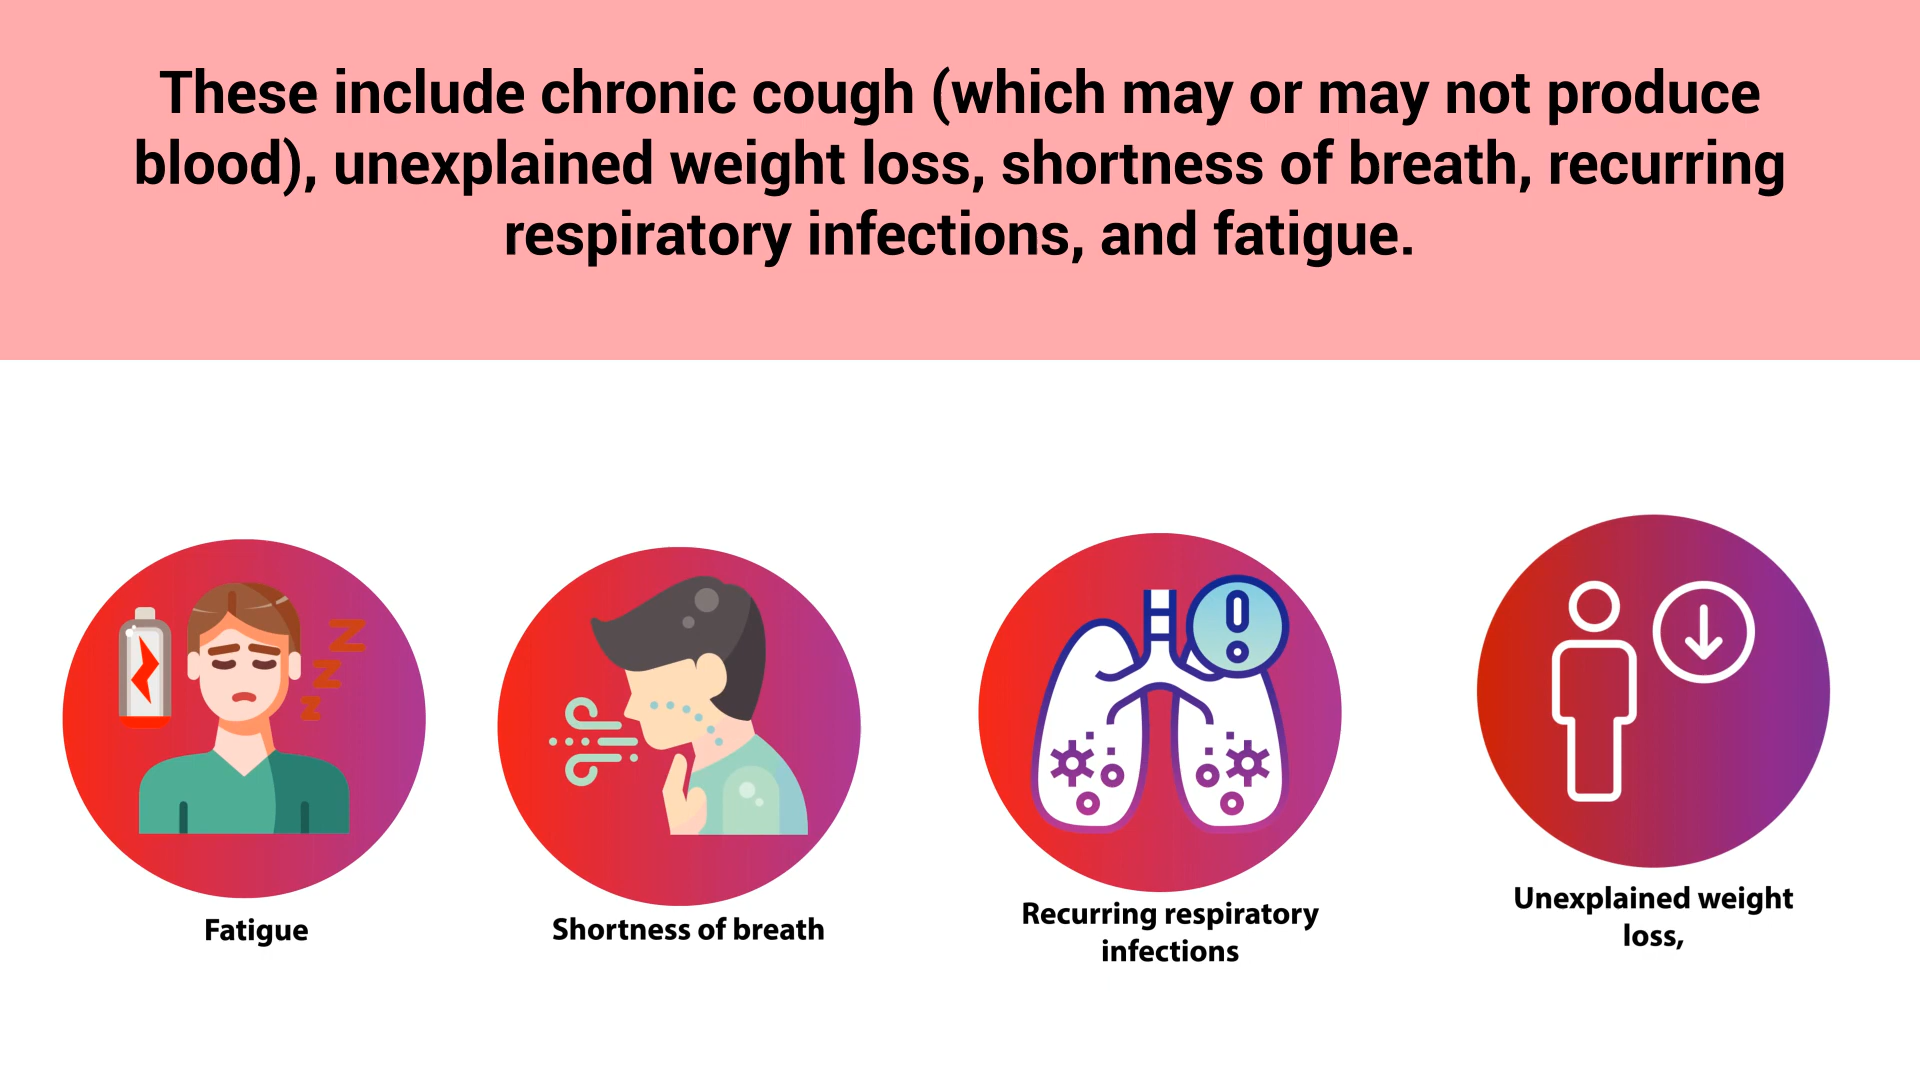 These include chronic cough (which may or may not produce
blood), unexplained weight loss, shortness of breath, recurring
respiratory infections, and fatigue.
Fatigue
Shortness of breath
Recurring respiratory
infections
Unexplained weight
loss,